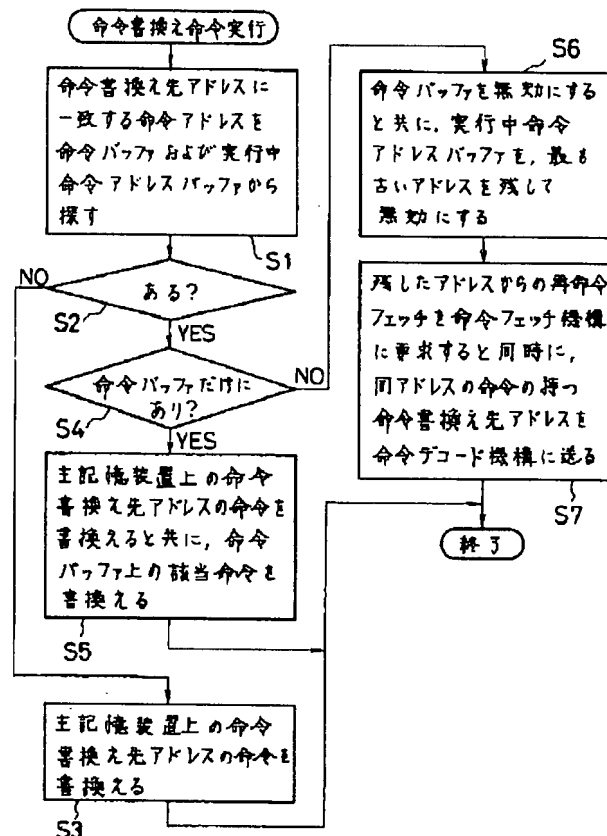 命令書換え命令実行
命令書換え先アドレスに
一致する命令アドレスを
命令バッファおよび実行中
命令アドレスバッファから
探す
S1
ある?
NO
S2
YES
命令バッファだけに
あり?
NO
S4
YES
主記憶装置上の命令
書換え先アドレスの命令を
書換えると共に,命令
バッファ上の該当命令を
書換える
S5
主記憶装置上の命令
書換え先アドレスの命令を
書換える
S3
S6
命令バッファを無効にする
と共に,実行中命令
アドレスバッファを,最も
古いアドレスを残して
無効にする
残したアドレスからの再命令
フェッチを命令フェッチ機構
に要求すると同時に,
同アドレスの命令の持つ
命令書換え先アドレスを
命令デコード機構に送る
S7
終了